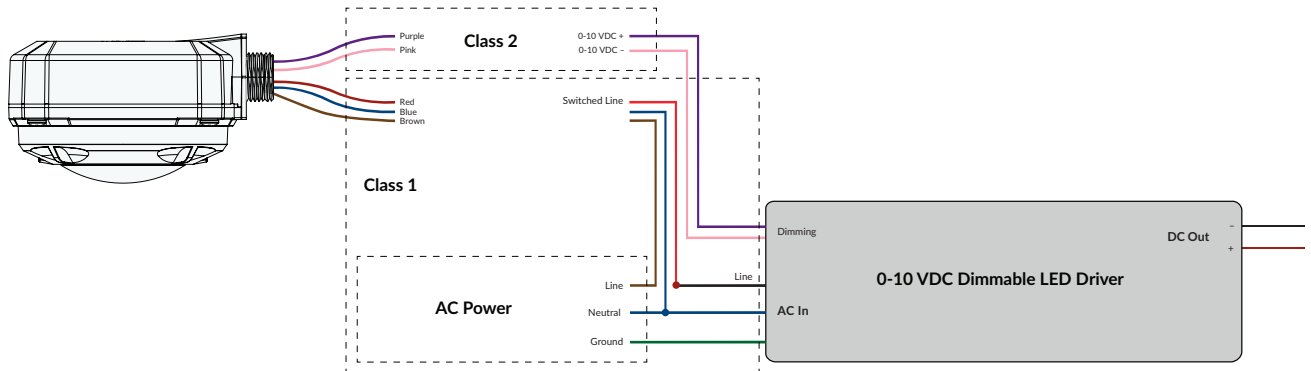 Purple
Pink
Class 2
0-10 VDC +
0-10 VDC –
Red
Blue
Brown
Switched Line
Class 1
Dimming
DC Out
–
+
0-10 VDC Dimmable LED Driver
Line
AC In
AC Power
Line
Neutral
Ground